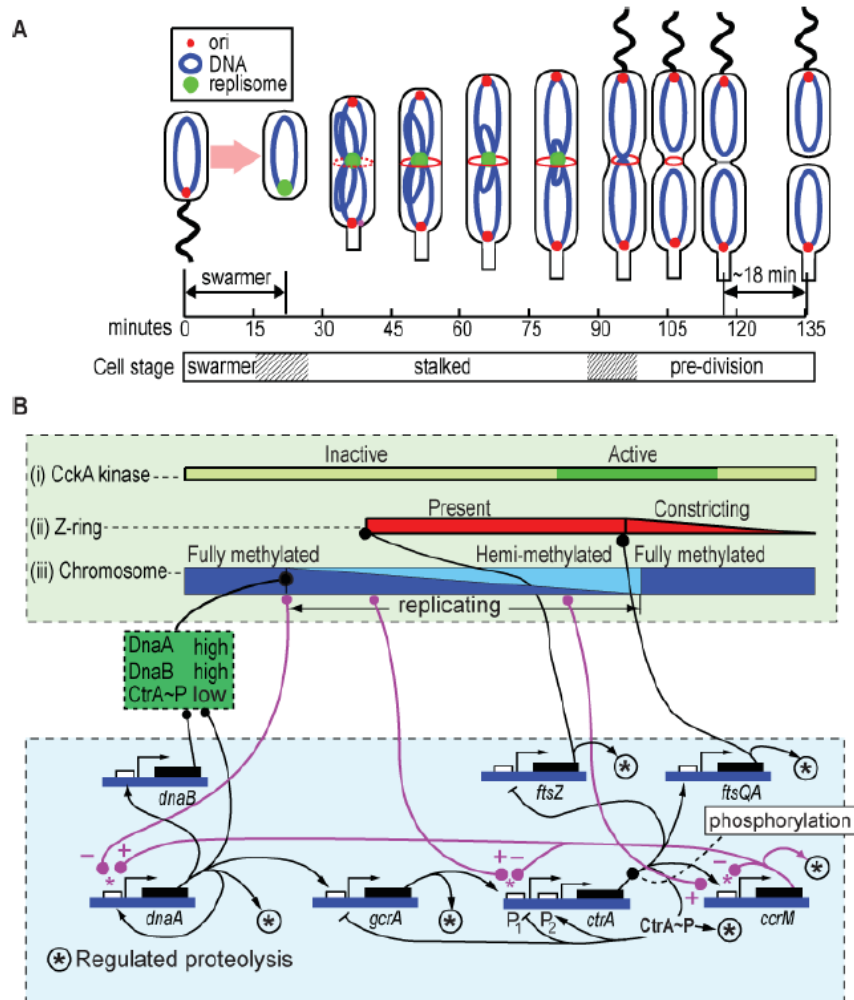 A
ori
DNA
replisome
swarmer
~18 min
minutes 0 15 30 45 60 75 90 105 120 135
Cell stage swarmer stalked pre-division
B
(i) CckA kinase Inactive Active
(ii) Z-ring Present Constricting
Fully methylated Hemi-methylated Fully methylated
(iii) Chromosome
replicating
DnaA high
DnaB high
CtrA~P low
dnaB ftsZ * ftsQA *
phosphorylation
− + + − − *
* * + *
dnaA * gcrA * P1 P2 ctrA CtrA~P * ccrM
* Regulated proteolysis